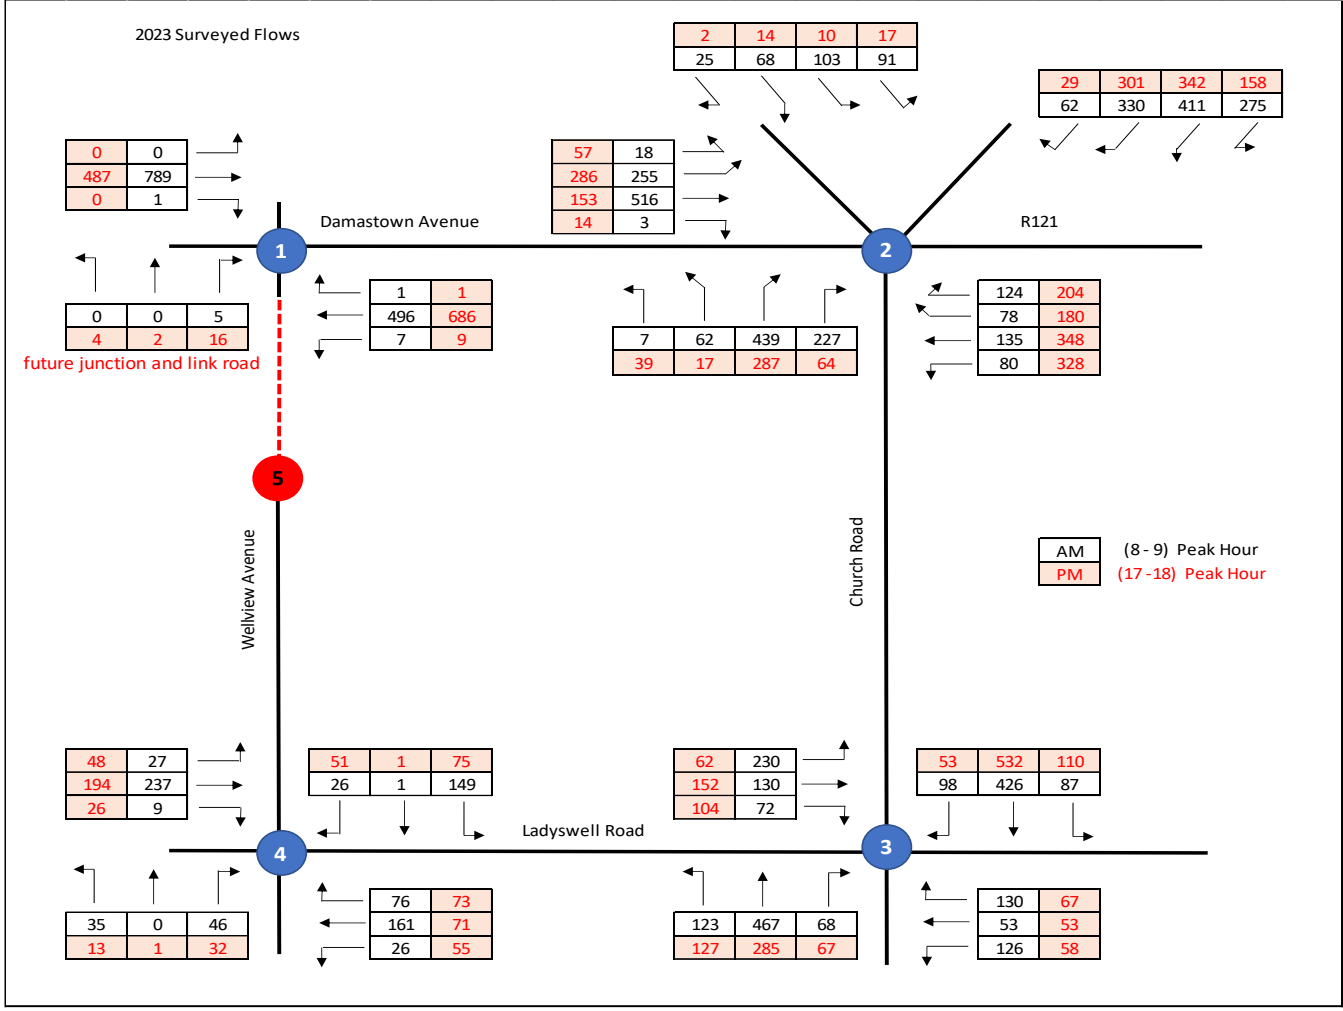 2023 Surveyed Flows
2 14 10 17
25 68 103 91
29 301 342 158
62 330 411 275
0 0
487 789
0 1
57 18
286 255
153 516
14 3
Damastown Avenue
R121
1
2
0 0 5
4 2 16
future junction and link road
1 1
496 686
7 9
7 62 439 227
39 17 287 64
124 204
78 180
135 348
80 328
5
Wellview Avenue
Church Road
AM (8 - 9) Peak Hour
PM (17 -18) Peak Hour
48 27
194 237
26 9
51 1 75
26 1 149
62 230
152 130
104 72
53 532 110
98 426 87
Ladyswell Road
4
3
35 0 46
13 1 32
76 73
161 71
26 55
123 467 68
127 285 67
130 67
53 53
126 58